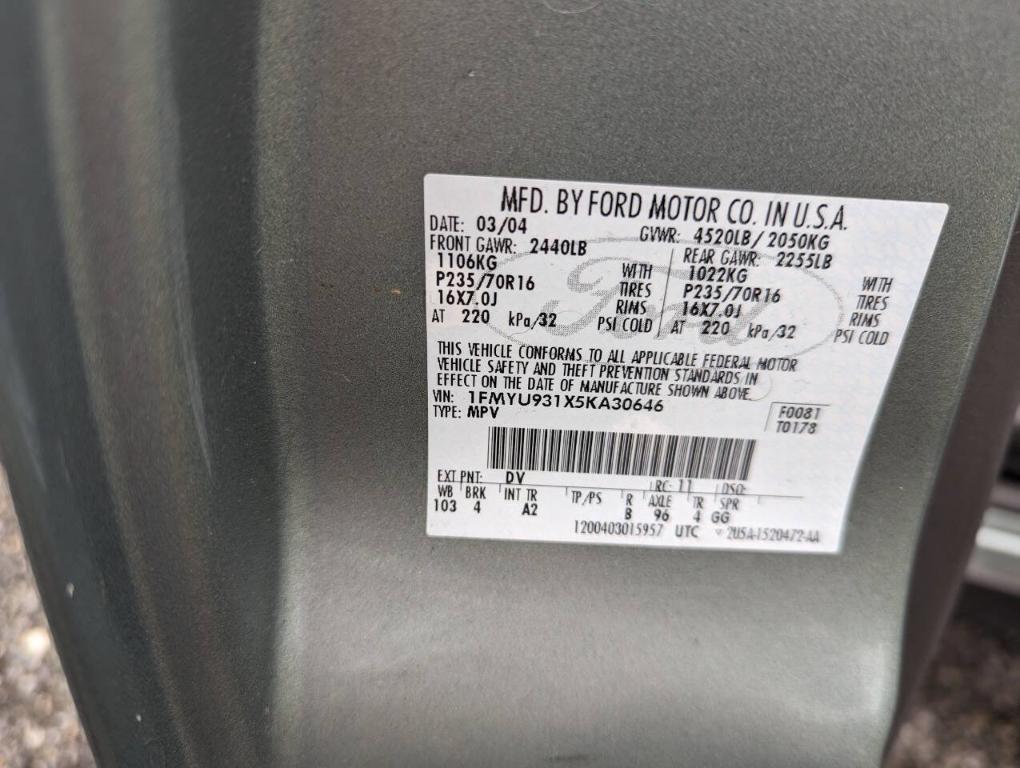 MFD. BY FORD MOTOR CO. IN U.S.A.
DATE: 03/04 GVWR: 4520LB/2050KG
FRONT GAWR: 2440LB REAR GAWR: 2255LB
1106KG WITH 1022KG WITH
P235/70R16 TIRES P235/70R16 TIRES
16X7.0J RIMS 16X7.0J RIMS
AT 220 kPa/32 PSI COLD AT 220 kPa/32 PSI COLD
Ford
THIS VEHICLE CONFORMS TO ALL APPLICABLE FEDERAL MOTOR
VEHICLE SAFETY AND THEFT PREVENTION STANDARDS IN
EFFECT ON THE DATE OF MANUFACTURE SHOWN ABOVE.
VIN: 1FMYU931X5KA30646 F0081
TYPE: MPV T0178
EXT PNT: DV RC: 11 DSO:
WB BRK INT TR TP/PS R AXLE TR SPR
103 4 A2 B 96 4 GG
1200403015957 UTC 2U5A-1520472-AA